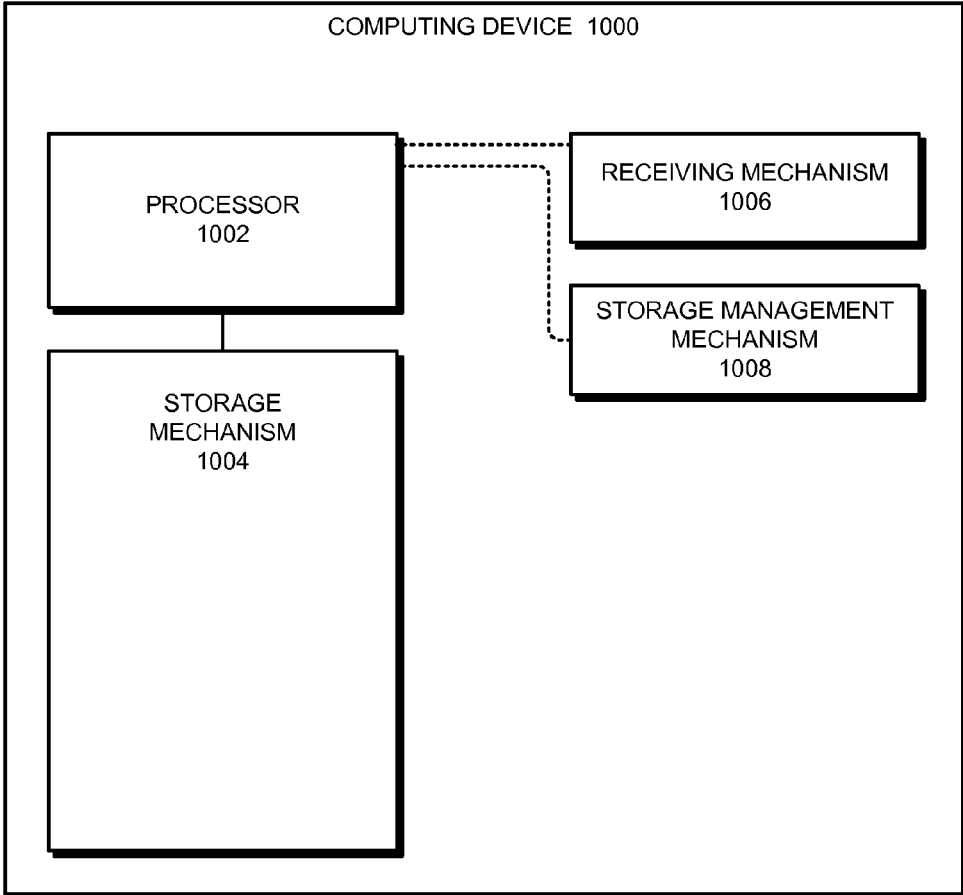 COMPUTING DEVICE 1000
PROCESSOR
1002
RECEIVING MECHANISM
1006
STORAGE MANAGEMENT
MECHANISM
1008
STORAGE
MECHANISM
1004